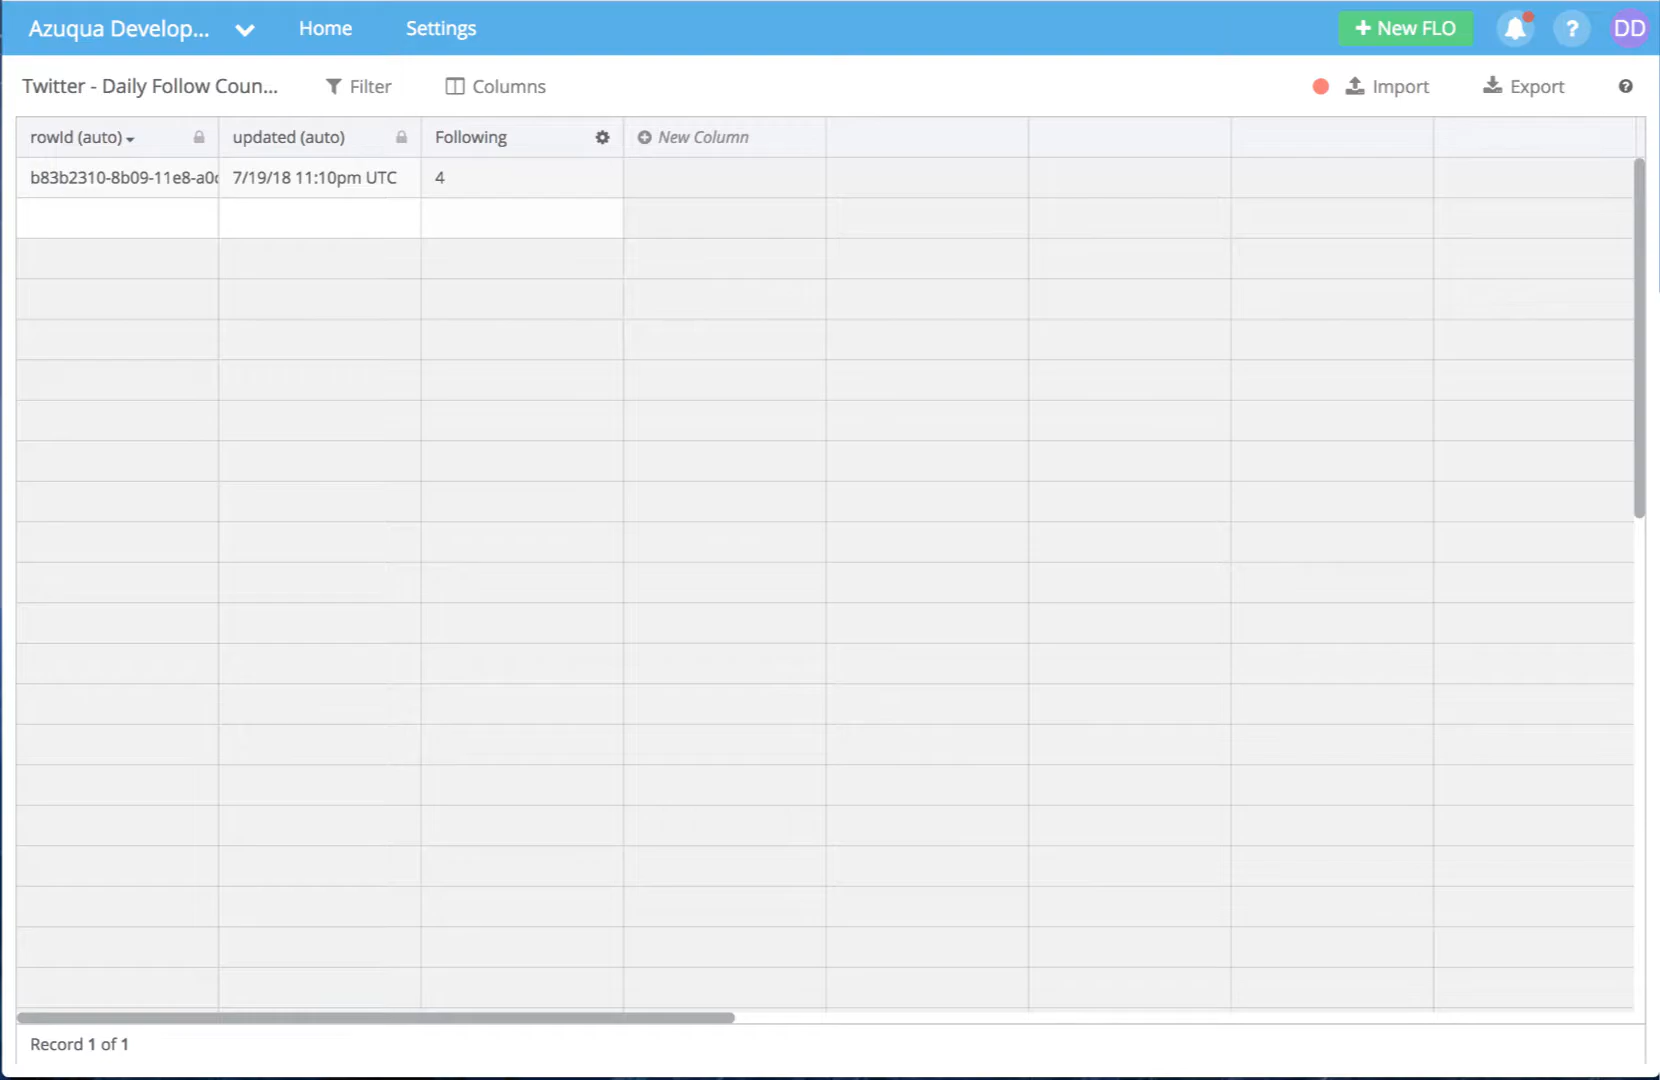 Azuqua Develop... Home Settings + New FLO ? DD
Twitter - Daily Follow Coun... Filter Columns Import Export ?
rowId (auto) updated (auto) Following New Column
b83b2310-8b09-11e8-a0 7/19/18 11:10pm UTC 4
Record 1 of 1